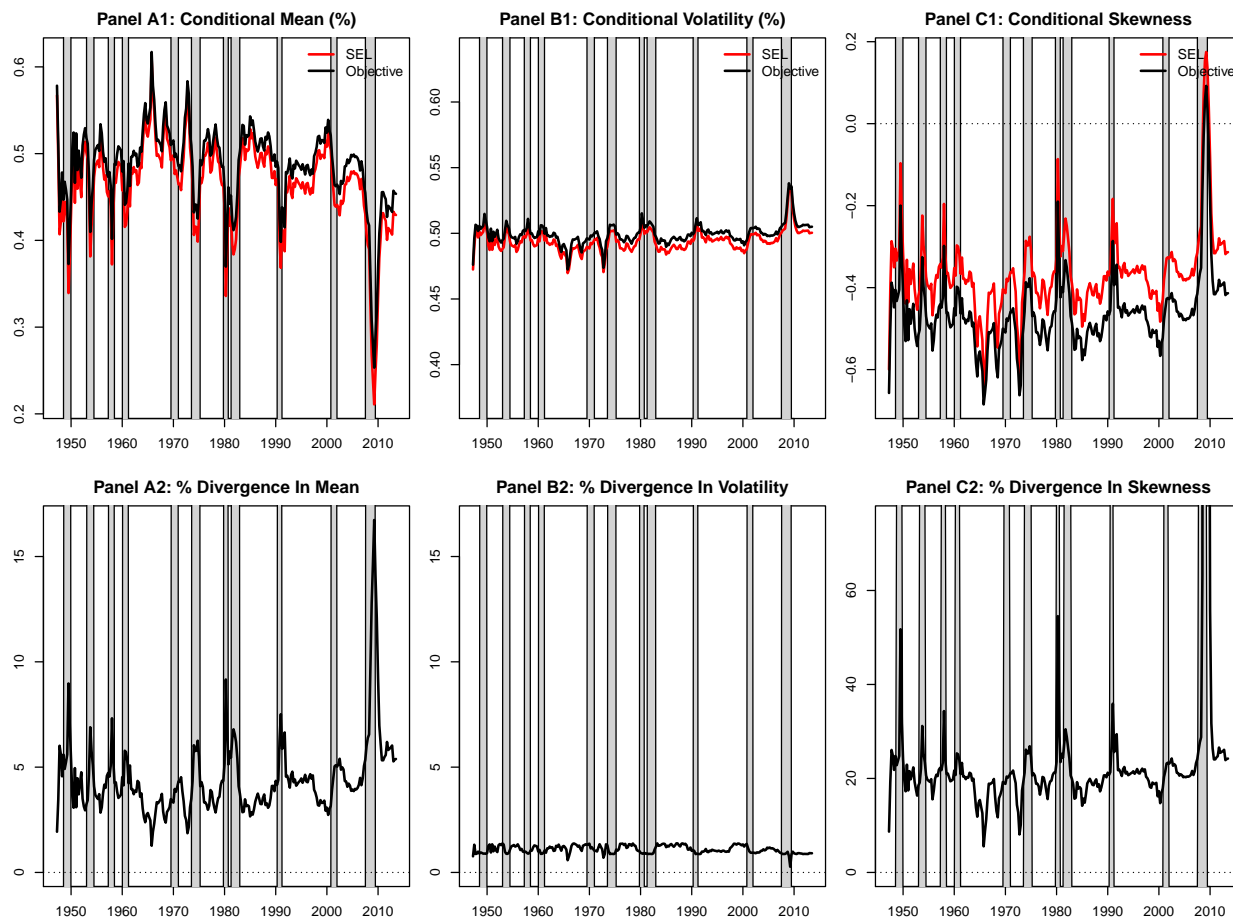 Panel A1: Conditional Mean (%)
SEL
Objective
0.6
0.5
0.4
0.3
0.2
1950 1960 1970 1980 1990 2000 2010
Panel B1: Conditional Volatility (%)
SEL
Objective
0.60
0.55
0.50
0.45
0.40
1950 1960 1970 1980 1990 2000 2010
Panel C1: Conditional Skewness
SEL
Objective
0.2
0.0
−0.2
−0.4
−0.6
1950 1960 1970 1980 1990 2000 2010
Panel A2: % Divergence In Mean
15
10
5
0
1950 1960 1970 1980 1990 2000 2010
Panel B2: % Divergence In Volatility
15
10
5
0
1950 1960 1970 1980 1990 2000 2010
Panel C2: % Divergence In Skewness
60
40
20
0
1950 1960 1970 1980 1990 2000 2010